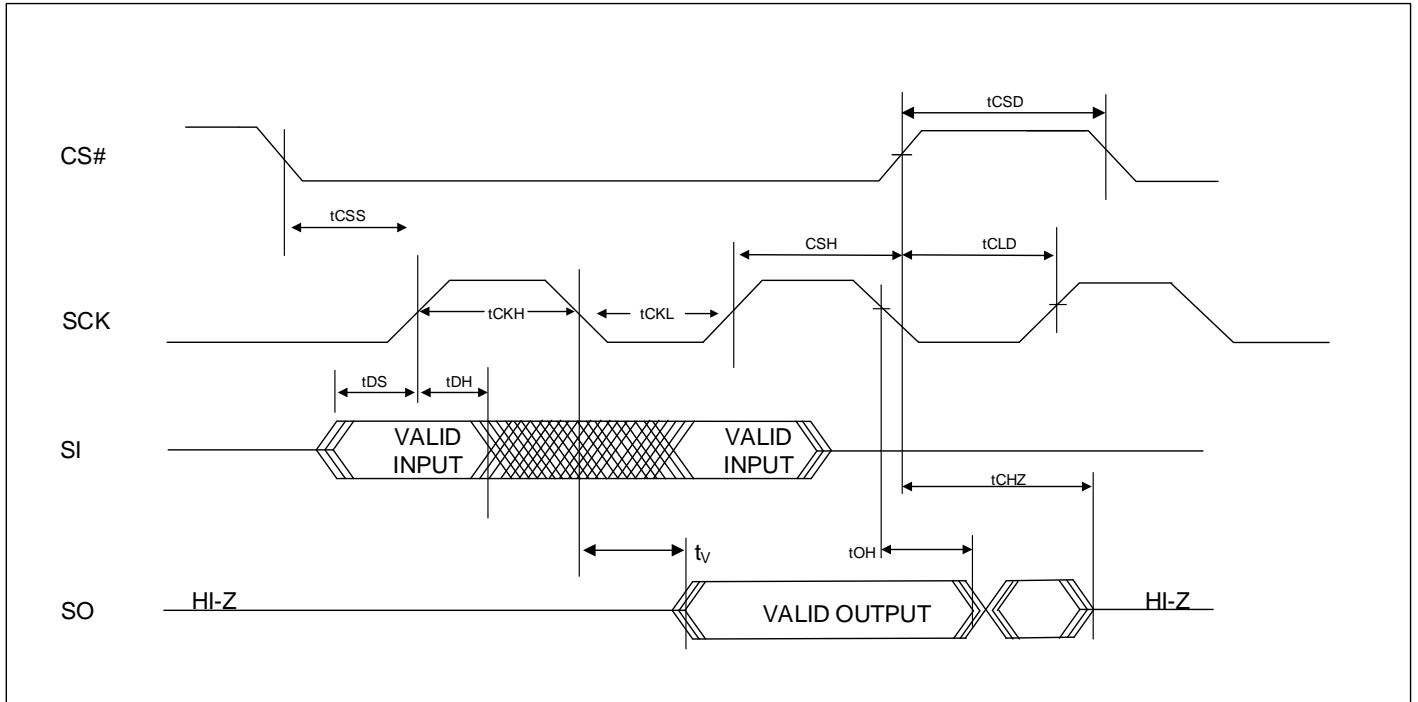 tCSD
CS#
tCSS
CSH
tCLD
SCK
tCKH
tCKL
tDS
tDH
SI
VALID
INPUT
VALID
INPUT
tCHZ
tV
tOH
SO
HI-Z
VALID OUTPUT
HI-Z